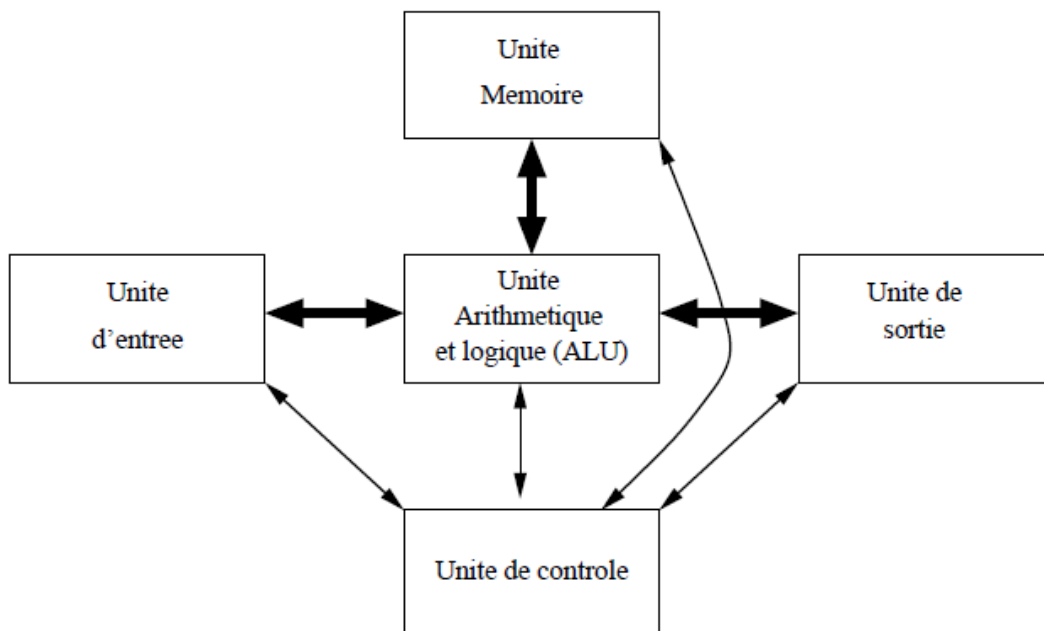 Unite
Memoire
Unite
d'entree
Unite
Arithmetique
et logique (ALU)
Unite de
sortie
Unite de controle